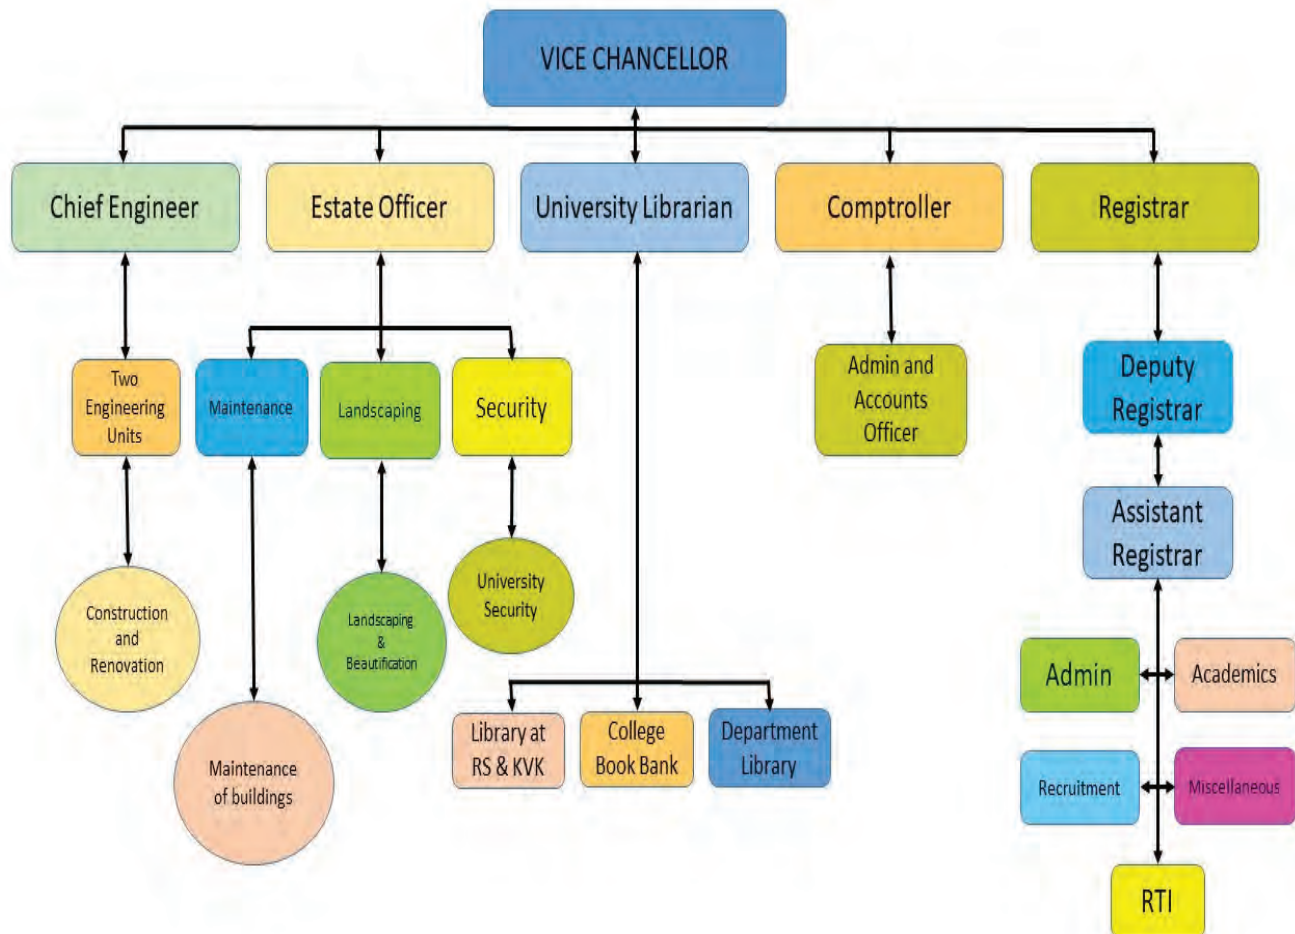 VICE CHANCELLOR
Chief Engineer
Estate Officer
University Librarian
Comptroller
Registrar
Two
Engineering
Units
Maintenance
Landscaping
Security
Admin and
Accounts
Officer
Deputy
Registrar
Assistant
Registrar
Construction
and
Renovation
Maintenance
of buildings
Landscaping
&
Beautification
University
Security
Library at
RS & KVK
College
Book Bank
Department
Library
Admin
Academics
Recruitment
Miscellaneous
RTI